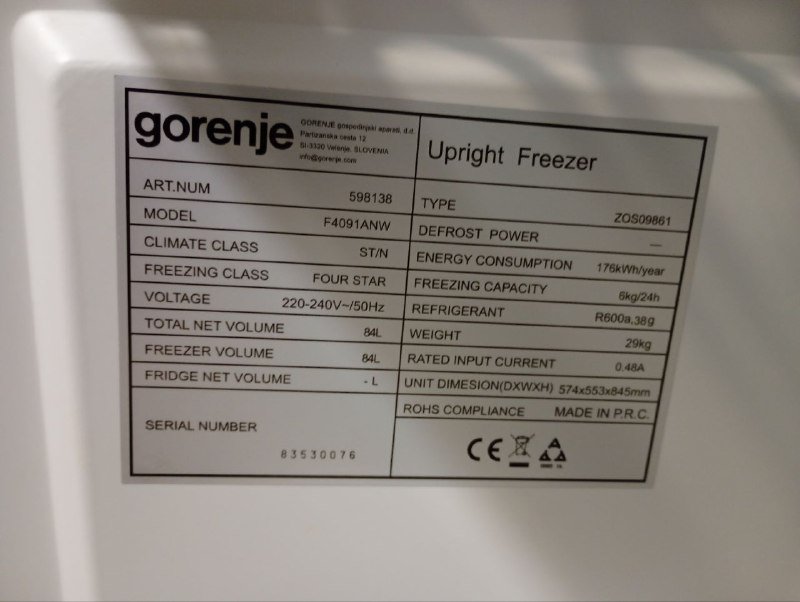 gorenje
GORENJE gospodinjski aparati, d.d.
Partizanska cesta 12
SI-3320 Velenje, SLOVENIA
info@gorenje.com
Upright Freezer
ART.NUM 598138
MODEL F4091ANW
CLIMATE CLASS ST/N
FREEZING CLASS FOUR STAR
VOLTAGE 220-240V~/50Hz
TOTAL NET VOLUME 84L
FREEZER VOLUME 84L
FRIDGE NET VOLUME - L
SERIAL NUMBER
83530076
TYPE ZOS09861
DEFROST POWER —
ENERGY CONSUMPTION 176kWh/year
FREEZING CAPACITY 6kg/24h
REFRIGERANT R600a,38g
WEIGHT 29kg
RATED INPUT CURRENT 0.48A
UNIT DIMESION(DXWXH) 574x553x845mm
ROHS COMPLIANCE MADE IN P.R.C.
CE